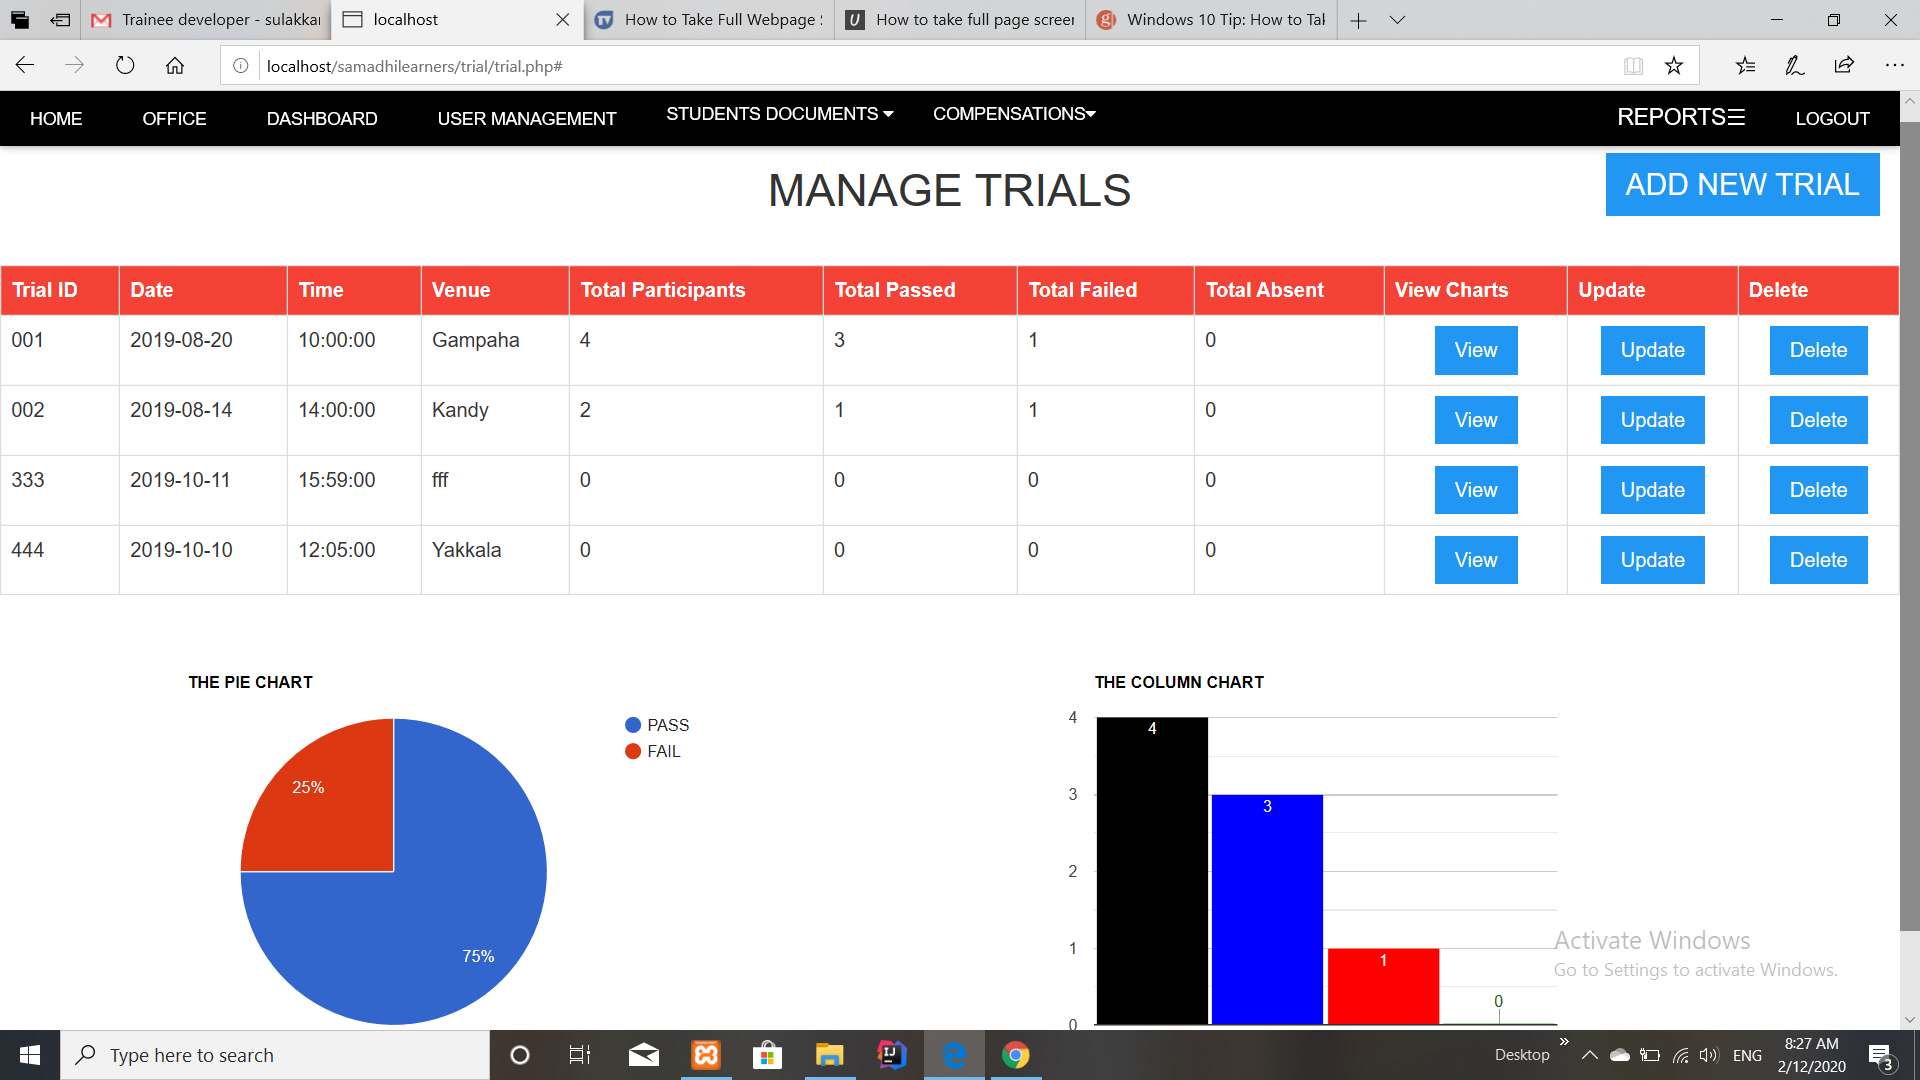 Trainee developer - sulakkar
localhost
How to Take Full Webpage S
How to take full page screen
Windows 10 Tip: How to Tak
localhost/samadhilearners/trial/trial.php#
HOME OFFICE DASHBOARD USER MANAGEMENT STUDENTS DOCUMENTS COMPENSATIONS REPORTS LOGOUT
MANAGE TRIALS
ADD NEW TRIAL
Trial ID Date Time Venue Total Participants Total Passed Total Failed Total Absent View Charts Update Delete
001 2019-08-20 10:00:00 Gampaha 4 3 1 0 View Update Delete
002 2019-08-14 14:00:00 Kandy 2 1 1 0 View Update Delete
333 2019-10-11 15:59:00 fff 0 0 0 0 View Update Delete
444 2019-10-10 12:05:00 Yakkala 0 0 0 0 View Update Delete
THE PIE CHART
PASS
FAIL
25%
75%
THE COLUMN CHART
4
3
2
1
0
4
3
1
0
Activate Windows
Go to Settings to activate Windows.
Type here to search
Desktop
ENG
8:27 AM
2/12/2020
3